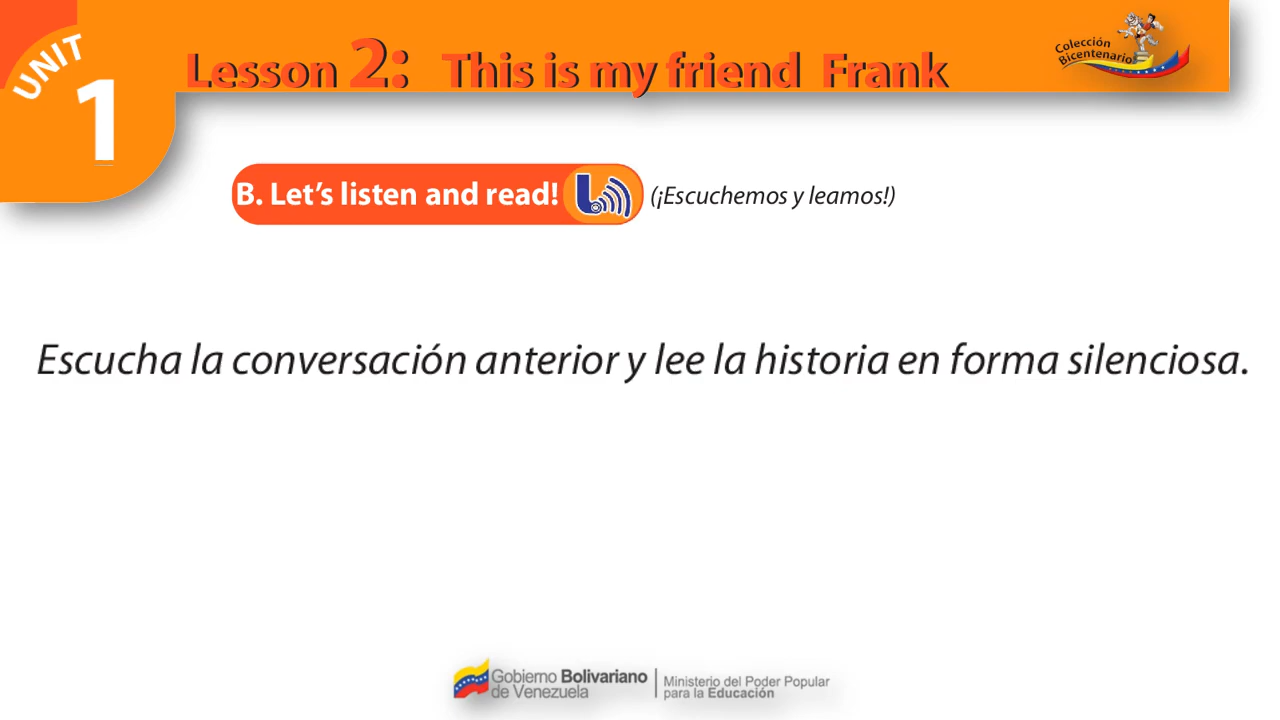 UNIT
1
Lesson 2: This is my friend Frank
Colección
Bicentenario
B. Let's listen and read!
(¡Escuchemos y leamos!)
Escucha la conversación anterior y lee la historia en forma silenciosa.
Gobierno Bolivariano
de Venezuela
Ministerio del Poder Popular
para la Educación